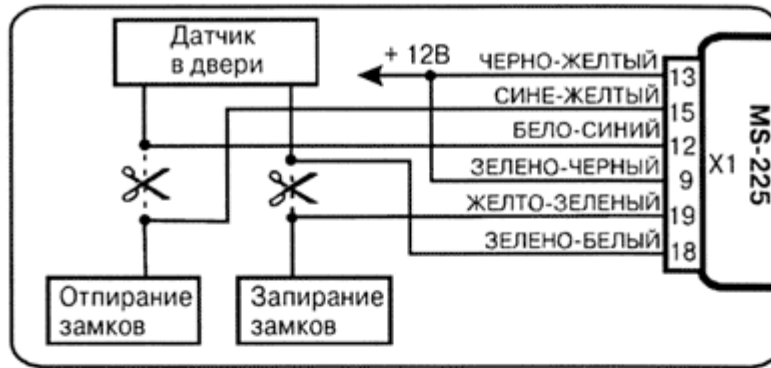 Датчик
в двери
+ 12В
ЧЕРНО-ЖЕЛТЫЙ 13
СИНЕ-ЖЕЛТЫЙ 15
БЕЛО-СИНИЙ 12
ЗЕЛЕНО-ЧЕРНЫЙ 9
ЖЕЛТО-ЗЕЛЕНЫЙ 19
ЗЕЛЕНО-БЕЛЫЙ 18
X1
MS-225
Отпирание
замков
Запирание
замков